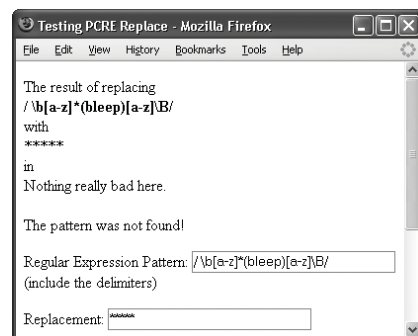 Testing PCRE Replace - Mozilla Firefox
File Edit View History Bookmarks Tools Help
The result of replacing
/ \b[a-z]*(bleep)[a-z]\B/
with
*****
in
Nothing really bad here.
The pattern was not found!
Regular Expression Pattern: / \b[a-z]*(bleep)[a-z]\B/
(include the delimiters)
Replacement: *****